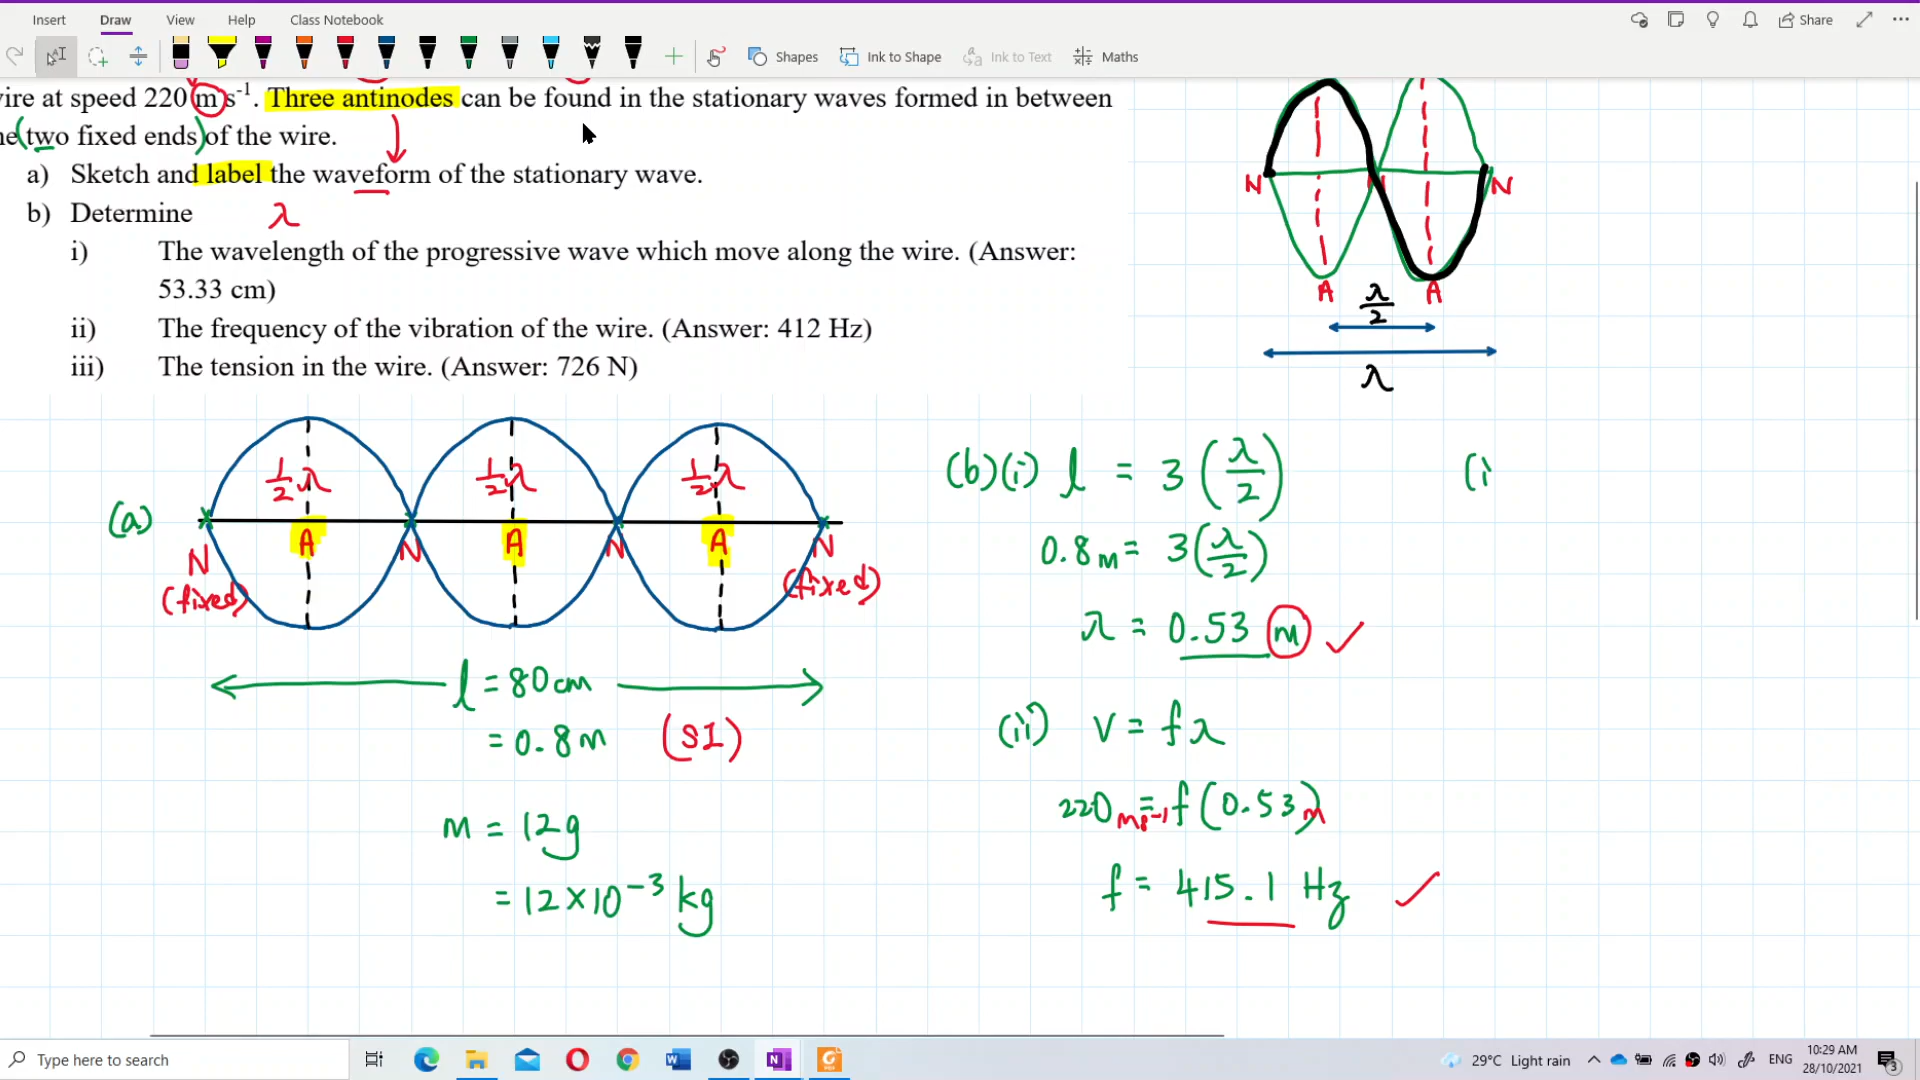 Insert Draw View Help Class Notebook Share
Shapes Ink to Shape Ink to Text Maths
ire at speed 220 m s-1. Three antinodes can be found in the stationary waves formed in between
e two fixed ends of the wire.
a) Sketch and label the waveform of the stationary wave.
b) Determine
λ
i) The wavelength of the progressive wave which move along the wire. (Answer:
53.33 cm)
ii) The frequency of the vibration of the wire. (Answer: 412 Hz)
iii) The tension in the wire. (Answer: 726 N)
N N N
A A
λ/2
λ
(a)
½λ ½λ ½λ
N A N A N A N
(fixed) (fixed)
l = 80 cm
= 0.8 m (SI)
m = 12g
= 12×10⁻³ kg
(b)(i) l = 3(λ/2)
0.8 m = 3(λ/2)
λ = 0.53 m ✓
(ii) v = fλ
220 ms⁻¹ = f(0.53)m
f = 415.1 Hz ✓
(i
Type here to search
29°C Light rain ENG 10:29 AM
28/10/2021
3